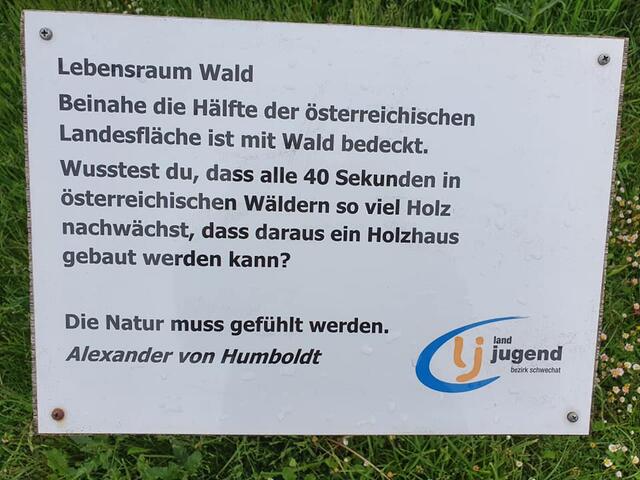 Lebensraum Wald
Beinahe die Hälfte der österreichischen
Landesfläche ist mit Wald bedeckt.
Wusstest du, dass alle 40 Sekunden in
österreichischen Wäldern so viel Holz
nachwächst, dass daraus ein Holzhaus
gebaut werden kann?
Die Natur muss gefühlt werden.
Alexander von Humboldt
lj
land
jugend
bezirk schwechat